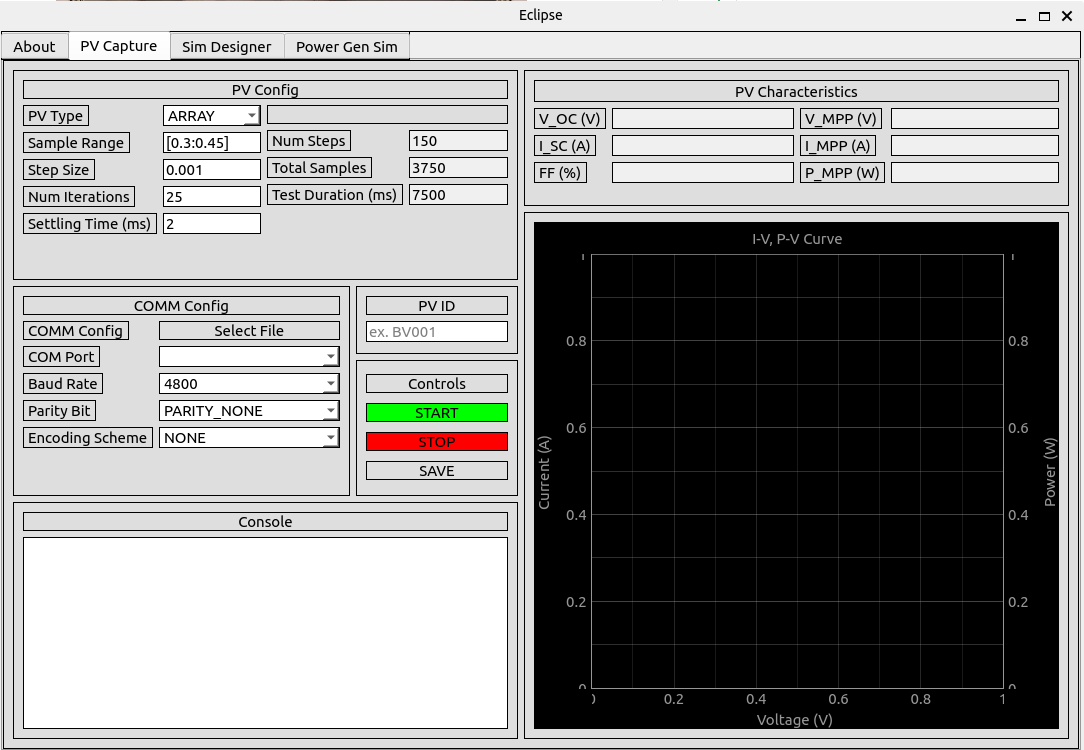 Eclipse
About PV Capture Sim Designer Power Gen Sim
PV Config
PV Type ARRAY
Sample Range [0.3:0.45] Num Steps 150
Step Size 0.001 Total Samples 3750
Num Iterations 25 Test Duration (ms) 7500
Settling Time (ms) 2
COMM Config
COMM Config Select File
COM Port
Baud Rate 4800
Parity Bit PARITY_NONE
Encoding Scheme NONE
PV ID
ex. BV001
Controls
START
STOP
SAVE
Console
PV Characteristics
V_OC (V) V_MPP (V)
I_SC (A) I_MPP (A)
FF (%) P_MPP (W)
I-V, P-V Curve
1 1
0.8 0.8
0.6 0.6
Current (A) Power (W)
0.4 0.4
0.2 0.2
0 0
0 0.2 0.4 0.6 0.8 1
Voltage (V)